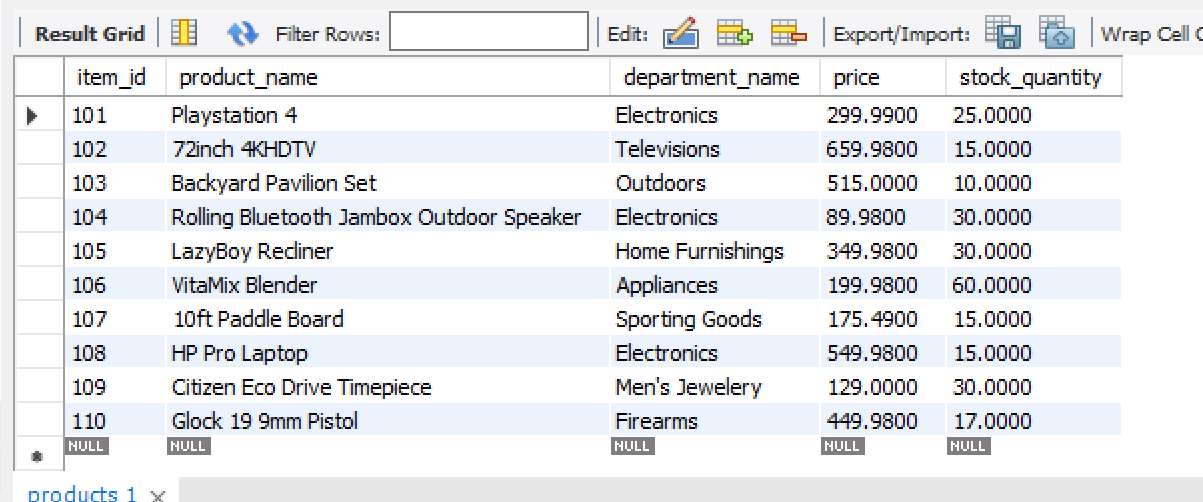 Result Grid Filter Rows: Edit: Export/Import: Wrap Cell C
item_id product_name department_name price stock_quantity
101 Playstation 4 Electronics 299.9900 25.0000
102 72inch 4KHDTV Televisions 659.9800 15.0000
103 Backyard Pavilion Set Outdoors 515.0000 10.0000
104 Rolling Bluetooth Jambox Outdoor Speaker Electronics 89.9800 30.0000
105 LazyBoy Recliner Home Furnishings 349.9800 30.0000
106 VitaMix Blender Appliances 199.9800 60.0000
107 10ft Paddle Board Sporting Goods 175.4900 15.0000
108 HP Pro Laptop Electronics 549.9800 15.0000
109 Citizen Eco Drive Timepiece Men's Jewelery 129.0000 30.0000
110 Glock 19 9mm Pistol Firearms 449.9800 17.0000
NULL NULL NULL NULL NULL
products 1